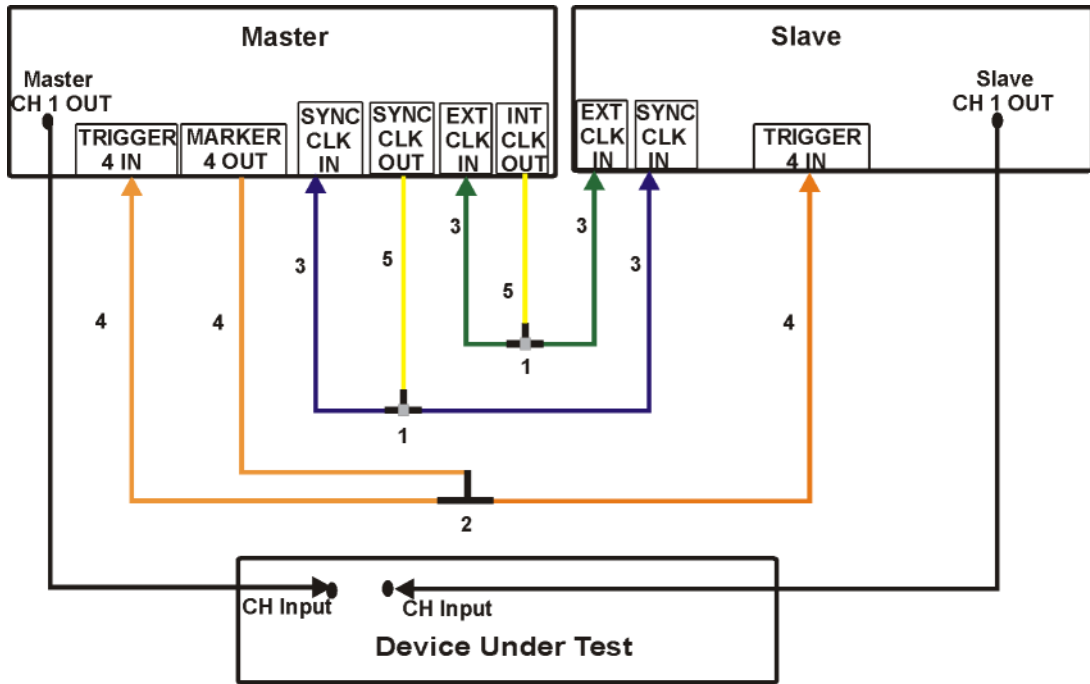 Master
Slave
Master
CH 1 OUT
TRIGGER
4 IN
MARKER
4 OUT
SYNC
CLK
IN
SYNC
CLK
OUT
EXT
CLK
IN
INT
CLK
OUT
EXT
CLK
IN
SYNC
CLK
IN
TRIGGER
4 IN
Slave
CH 1 OUT
3
5
3
5
3
3
4
4
4
1
1
2
CH Input
CH Input
Device Under Test